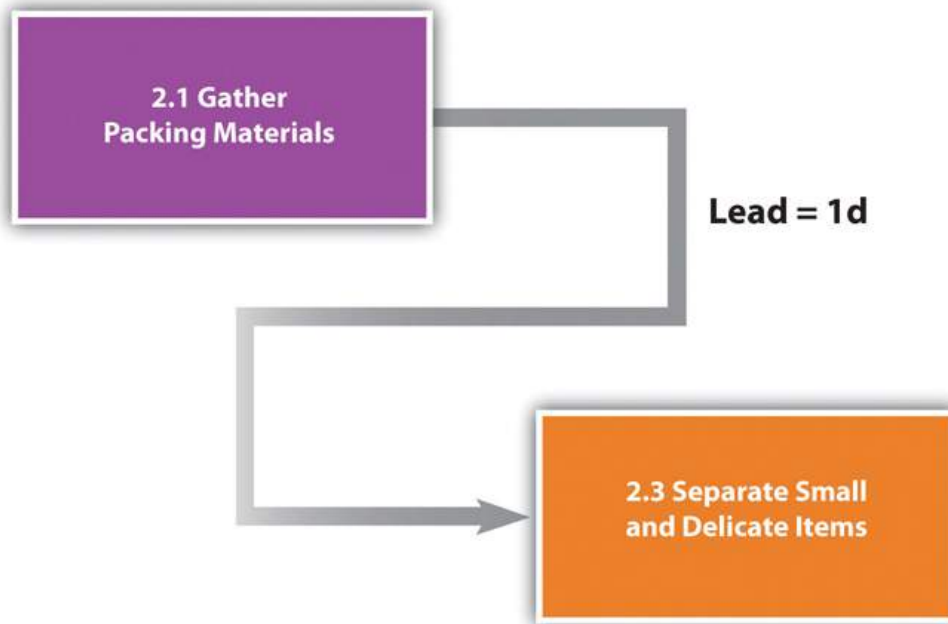 2.1 Gather
Packing Materials
Lead = 1d
2.3 Separate Small
and Delicate Items